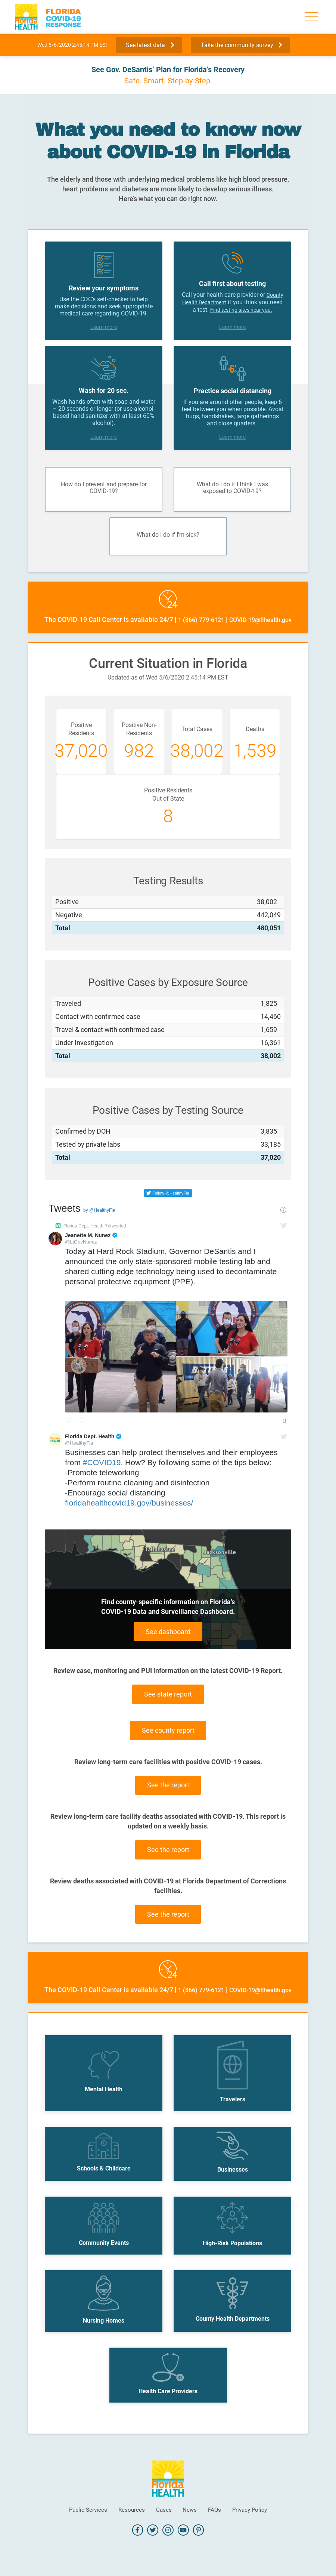 Florida
HEALTH
FLORIDA
COVID-19
RESPONSE
Wed 5/6/2020 2:45:14 PM EST
See latest data
Take the community survey
See Gov. DeSantis' Plan for Florida's Recovery
Safe. Smart. Step-by-Step.
What you need to know now
about COVID-19 in Florida
The elderly and those with underlying medical problems like high blood pressure,
heart problems and diabetes are more likely to develop serious illness.
Here's what you can do right now.
Review your symptoms
Use the CDC's self-checker to help
make decisions and seek appropriate
medical care regarding COVID-19.
Learn more
Call first about testing
Call your health care provider or County
Health Department if you think you need
a test. Find testing sites near you.
Learn more
Wash for 20 sec.
Wash hands often with soap and water
– 20 seconds or longer (or use alcohol-
based hand sanitizer with at least 60%
alcohol).
Learn more
6'
Practice social distancing
If you are around other people, keep 6
feet between you when possible. Avoid
hugs, handshakes, large gatherings
and close quarters.
Learn more
How do I prevent and prepare for
COVID-19?
What do I do if I think I was
exposed to COVID-19?
What do I do if I'm sick?
24
The COVID-19 Call Center is available 24/7 | 1 (866) 779-6121 | COVID-19@flhealth.gov
Current Situation in Florida
Updated as of Wed 5/6/2020 2:45:14 PM EST
Positive
Residents
37,020
Positive Non-
Residents
982
Total Cases
38,002
Deaths
1,539
Positive Residents
Out of State
8
Testing Results
Positive 38,002
Negative 442,049
Total 480,051
Positive Cases by Exposure Source
Traveled 1,825
Contact with confirmed case 14,460
Travel & contact with confirmed case 1,659
Under Investigation 16,361
Total 38,002
Positive Cases by Testing Source
Confirmed by DOH 3,835
Tested by private labs 33,185
Total 37,020
Follow @HealthyFla
Tweets by @HealthyFla
Florida Dept. Health Retweeted
Jeanette M. Nunez
@LtGovNunez
Today at Hard Rock Stadium, Governor DeSantis and I
announced the only state-sponsored mobile testing lab and
shared cutting edge technology being used to decontaminate
personal protective equipment (PPE).
Florida Dept. Health
@HealthyFla
Businesses can help protect themselves and their employees
from #COVID19. How? By following some of the tips below:
-Promote teleworking
-Perform routine cleaning and disinfection
-Encourage social distancing
floridahealthcovid19.gov/businesses/
Tallahassee
Jacksonville
Find county-specific information on Florida's
COVID-19 Data and Surveillance Dashboard.
See dashboard
Review case, monitoring and PUI information on the latest COVID-19 Report.
See state report
See county report
Review long-term care facilities with positive COVID-19 cases.
See the report
Review long-term care facility deaths associated with COVID-19. This report is
updated on a weekly basis.
See the report
Review deaths associated with COVID-19 at Florida Department of Corrections
facilities.
See the report
24
The COVID-19 Call Center is available 24/7 | 1 (866) 779-6121 | COVID-19@flhealth.gov
Mental Health
Travelers
Schools & Childcare
Businesses
Community Events
High-Risk Populations
Nursing Homes
County Health Departments
Health Care Providers
Florida
HEALTH
Public Services Resources Cases News FAQs Privacy Policy